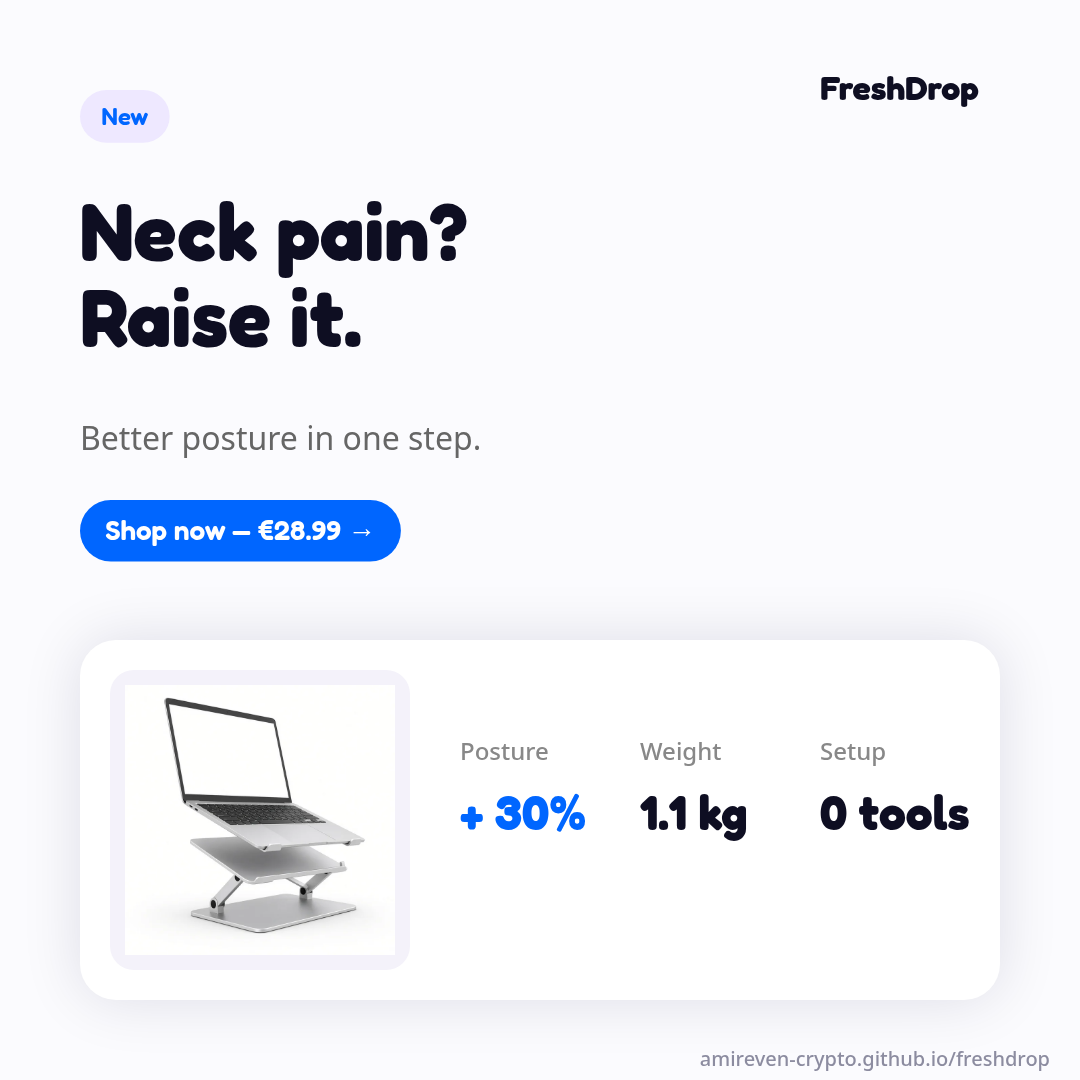 FreshDrop
New
Neck pain?
Raise it.
Better posture in one step.
Shop now — €28.99 →
Posture
Weight
Setup
+ 30%
1.1 kg
0 tools
amireven-crypto.github.io/freshdrop